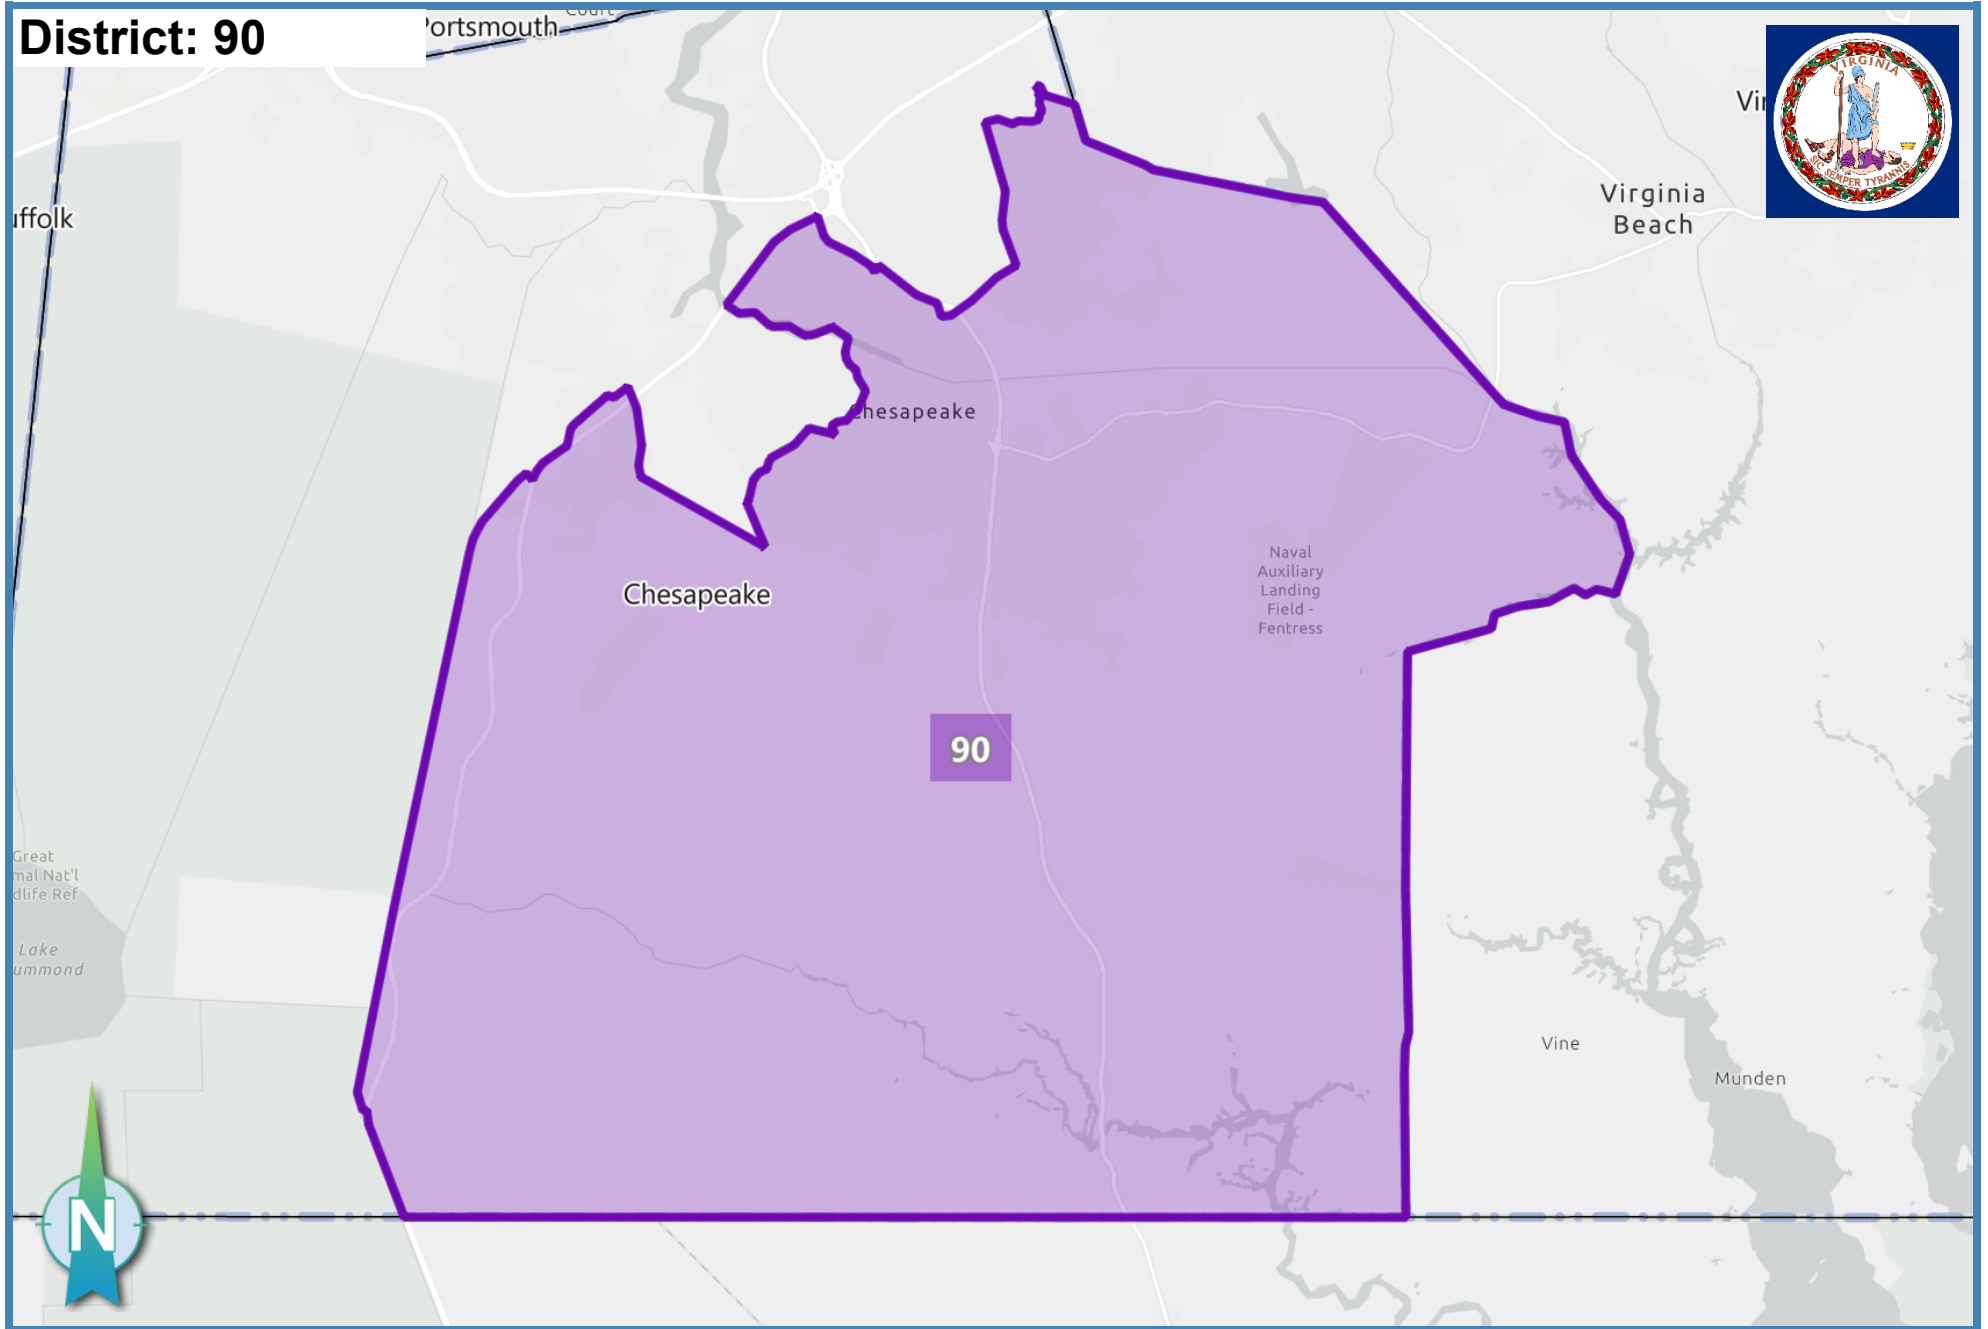 District: 90
Court
Portsmouth
VIRGINIA
SIC SEMPER TYRANNIS
Vir
Virginia
Beach
uffolk
Chesapeake
Naval
Auxiliary
Landing
Field -
Fentress
Chesapeake
90
Great
mal Nat'l
dlife Ref
Lake
ummond
Vine
Munden
N